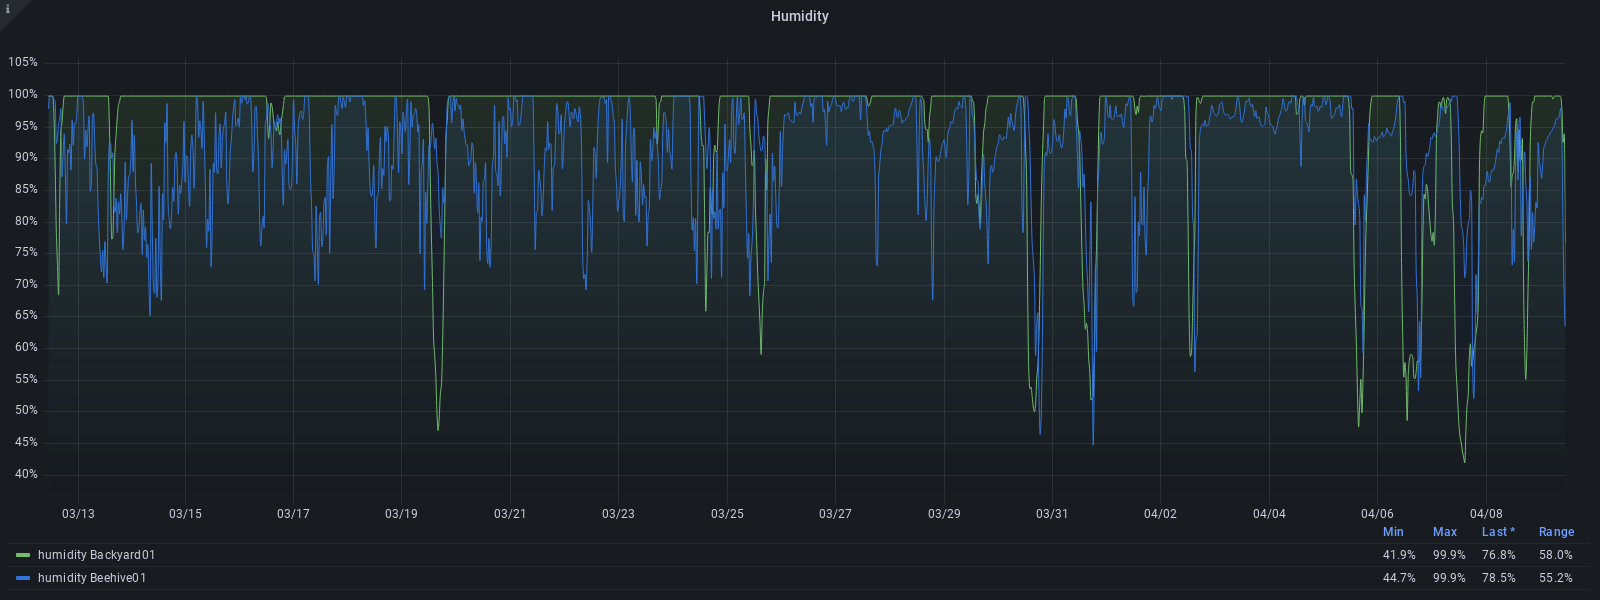 i
Humidity
105%
100%
95%
90%
85%
80%
75%
70%
65%
60%
55%
50%
45%
40%
03/13 03/15 03/17 03/19 03/21 03/23 03/25 03/27 03/29 03/31 04/02 04/04 04/06 04/08
Min Max Last * Range
humidity Backyard01 41.9% 99.9% 76.8% 58.0%
humidity Beehive01 44.7% 99.9% 78.5% 55.2%